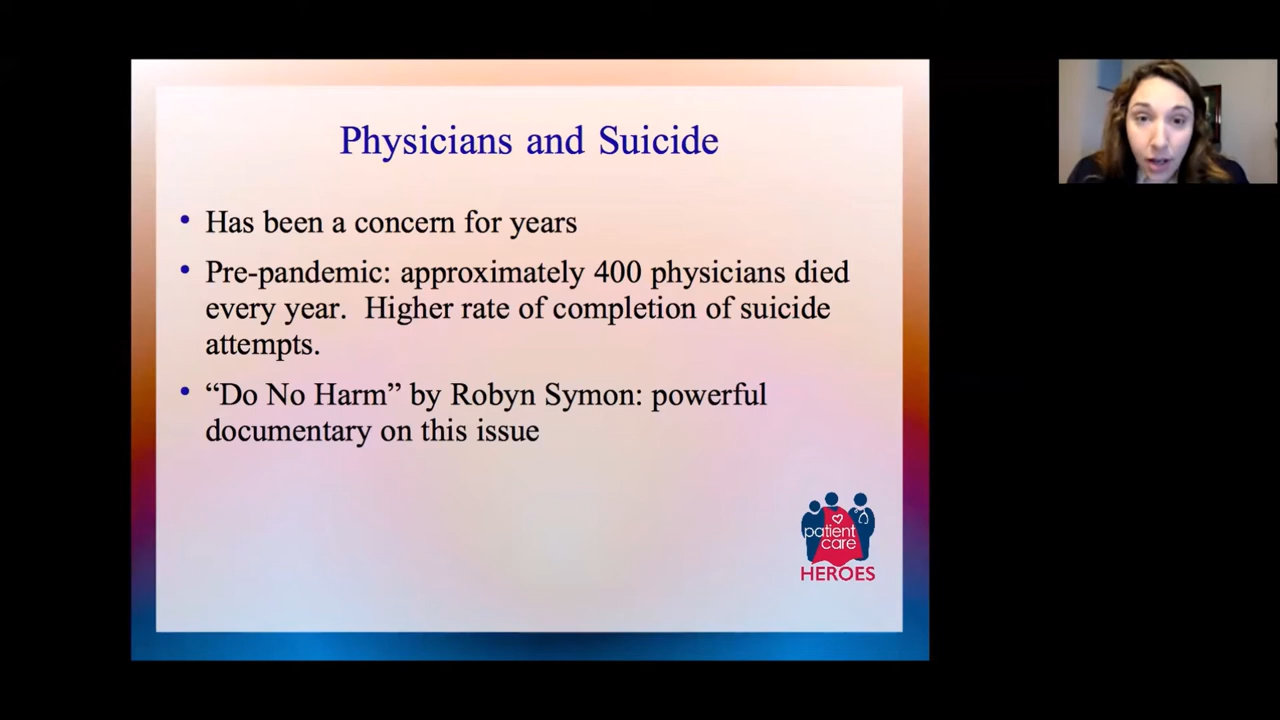 Physicians and Suicide
• Has been a concern for years
• Pre-pandemic: approximately 400 physicians died
every year.  Higher rate of completion of suicide
attempts.
• “Do No Harm” by Robyn Symon: powerful
documentary on this issue
patient
care
HEROES